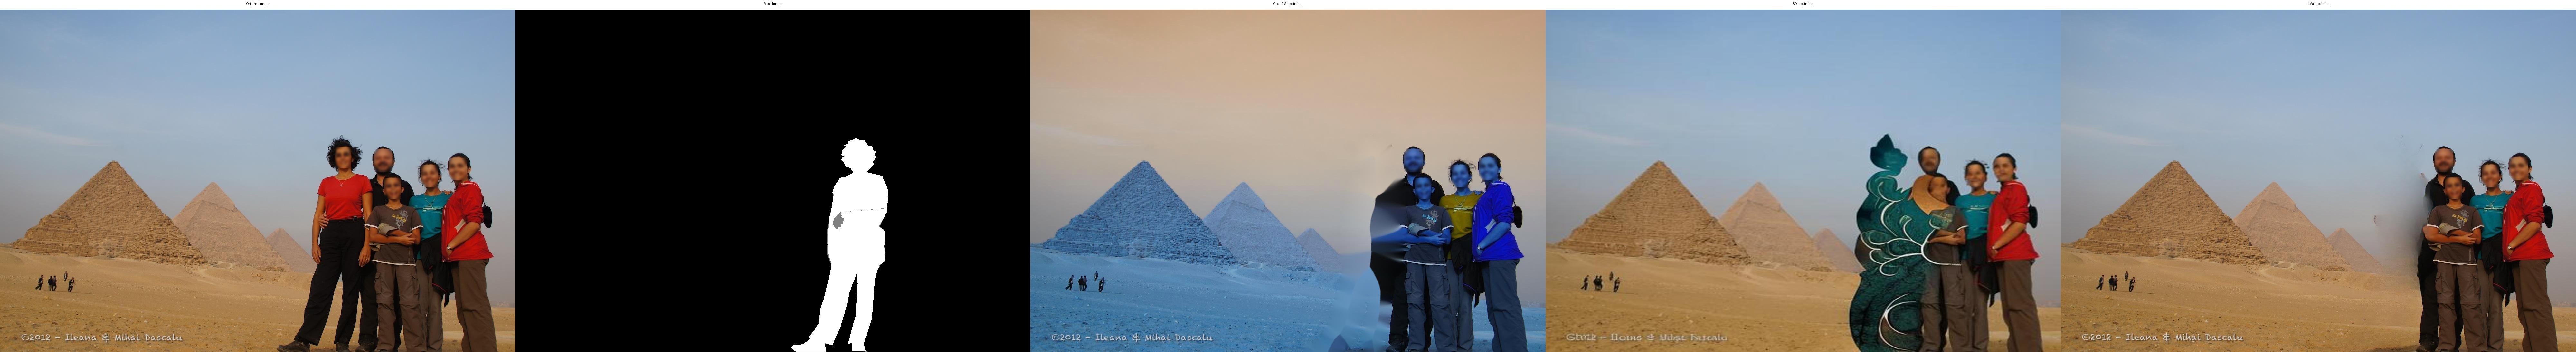 Original Image
Mask Image
OpenCV Inpainting
SD Inpainting
LaMa Inpainting
©2012 - Ileana & Mihai Dascalu
©2012 - Ileana & Mihai Dascalu
©2012 - Ileana & Mihai Dascalu